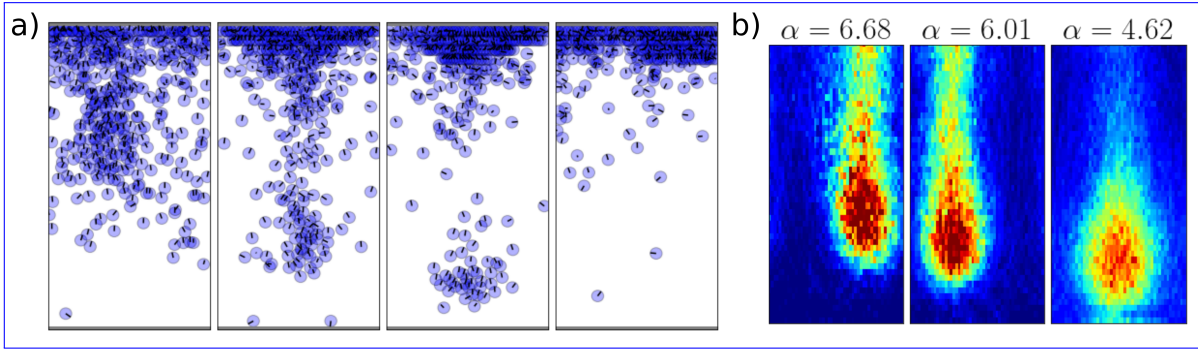 a)
b)
α = 6.68
α = 6.01
α = 4.62